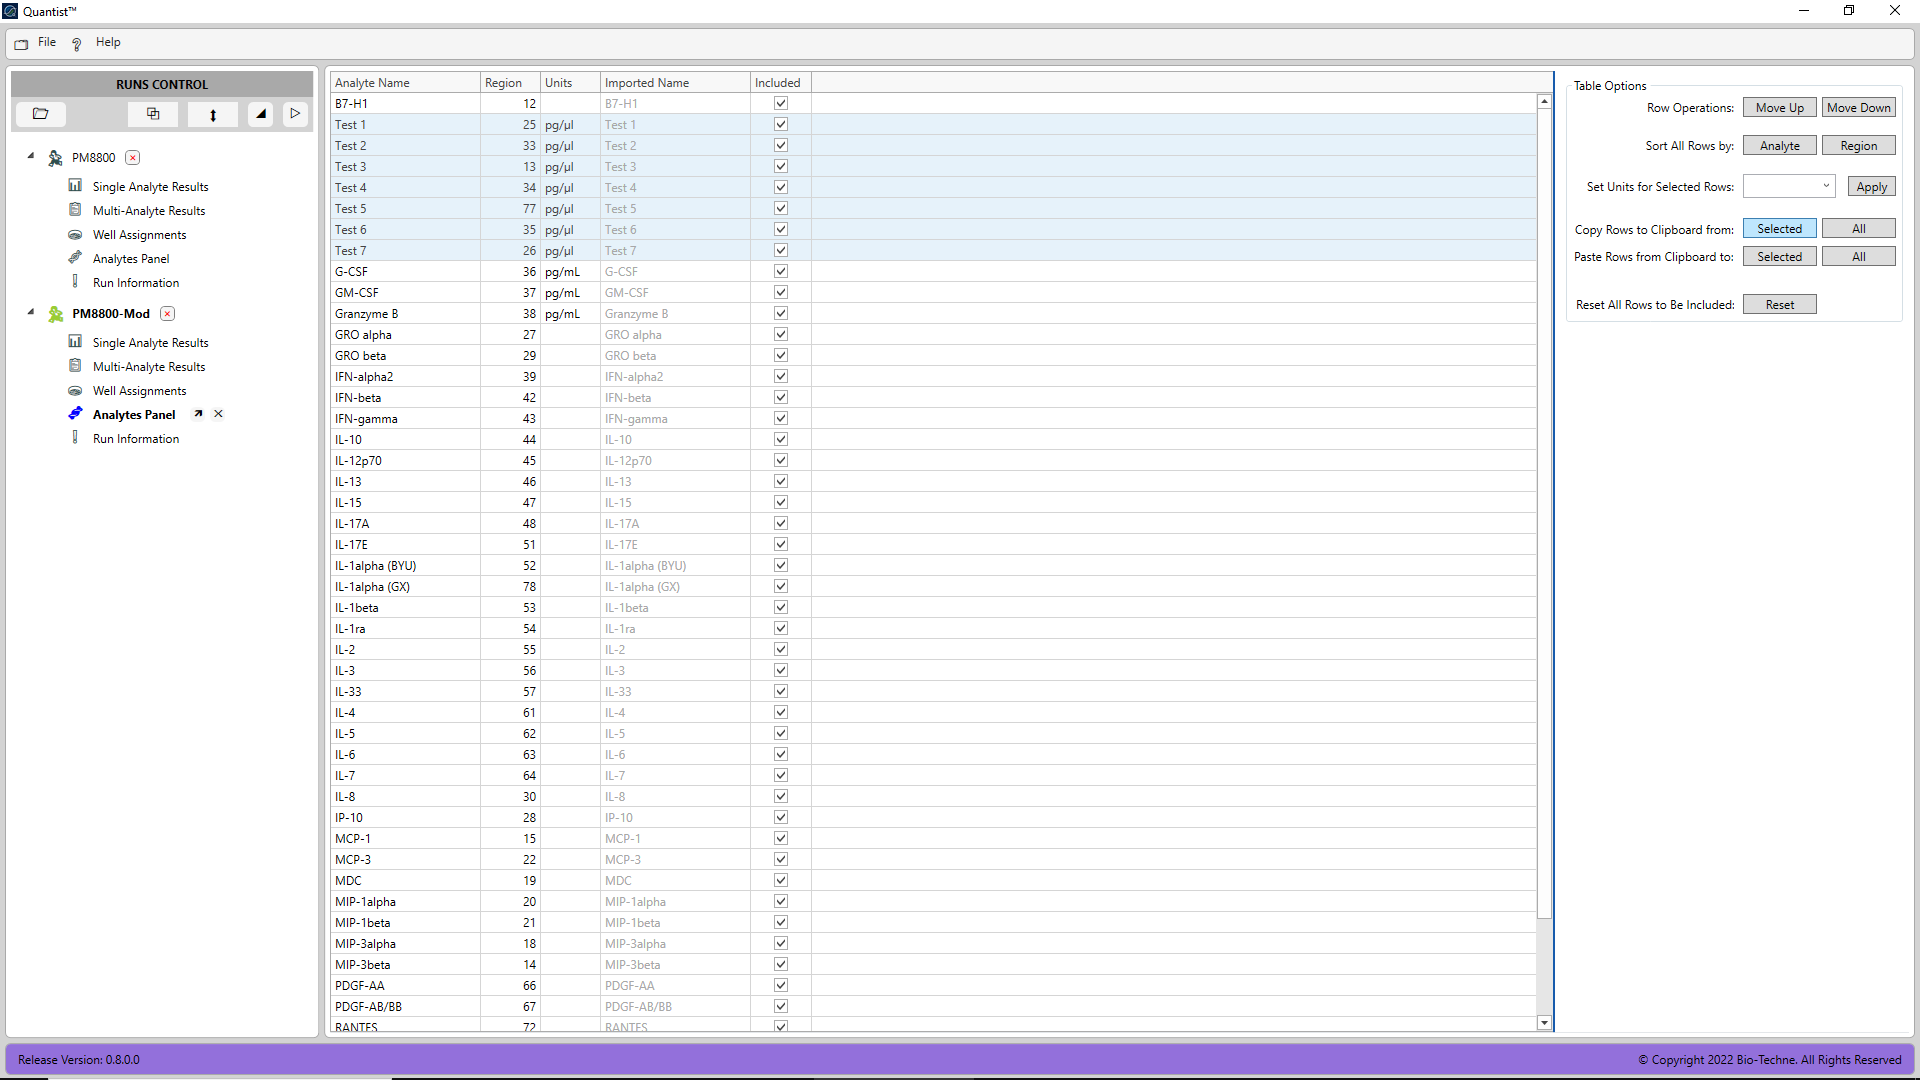 Quantist™
File Help
RUNS CONTROL
PM8800
Single Analyte Results
Multi-Analyte Results
Well Assignments
Analytes Panel
Run Information
PM8800-Mod
Single Analyte Results
Multi-Analyte Results
Well Assignments
Analytes Panel
Run Information
Analyte Name Region Units Imported Name Included
B7-H1 12 B7-H1
Test 1 25 pg/µl Test 1
Test 2 33 pg/µl Test 2
Test 3 13 pg/µl Test 3
Test 4 34 pg/µl Test 4
Test 5 77 pg/µl Test 5
Test 6 35 pg/µl Test 6
Test 7 26 pg/µl Test 7
G-CSF 36 pg/mL G-CSF
GM-CSF 37 pg/mL GM-CSF
Granzyme B 38 pg/mL Granzyme B
GRO alpha 27 GRO alpha
GRO beta 29 GRO beta
IFN-alpha2 39 IFN-alpha2
IFN-beta 42 IFN-beta
IFN-gamma 43 IFN-gamma
IL-10 44 IL-10
IL-12p70 45 IL-12p70
IL-13 46 IL-13
IL-15 47 IL-15
IL-17A 48 IL-17A
IL-17E 51 IL-17E
IL-1alpha (BYU) 52 IL-1alpha (BYU)
IL-1alpha (GX) 78 IL-1alpha (GX)
IL-1beta 53 IL-1beta
IL-1ra 54 IL-1ra
IL-2 55 IL-2
IL-3 56 IL-3
IL-33 57 IL-33
IL-4 61 IL-4
IL-5 62 IL-5
IL-6 63 IL-6
IL-7 64 IL-7
IL-8 30 IL-8
IP-10 28 IP-10
MCP-1 15 MCP-1
MCP-3 22 MCP-3
MDC 19 MDC
MIP-1alpha 20 MIP-1alpha
MIP-1beta 21 MIP-1beta
MIP-3alpha 18 MIP-3alpha
MIP-3beta 14 MIP-3beta
PDGF-AA 66 PDGF-AA
PDGF-AB/BB 67 PDGF-AB/BB
RANTES 72 RANTES
Table Options
Row Operations: Move Up Move Down
Sort All Rows by: Analyte Region
Set Units for Selected Rows: Apply
Copy Rows to Clipboard from: Selected All
Paste Rows from Clipboard to: Selected All
Reset All Rows to Be Included: Reset
Release Version: 0.8.0.0
© Copyright 2022 Bio-Techne. All Rights Reserved